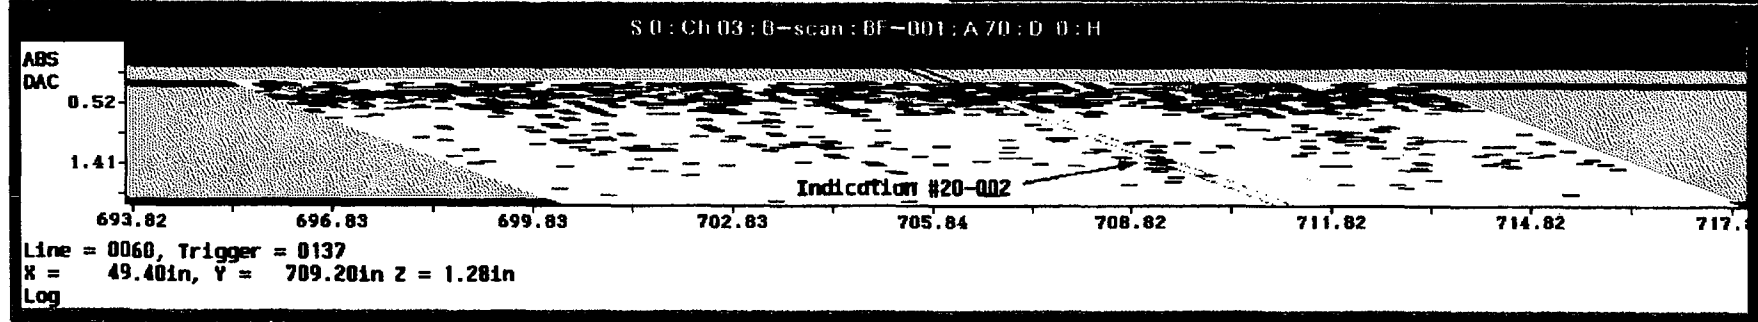 S 0 : Ch 03 : B-scan : BF-001 : A 70 : D 0 : H
ABS
DAC
0.52
1.41
Indication #20-002
693.82 696.83 699.83 702.83 705.84 708.82 711.82 714.82
Line = 0060, Trigger = 0137
X = 49.40in, Y = 709.20in Z = 1.28in
Log